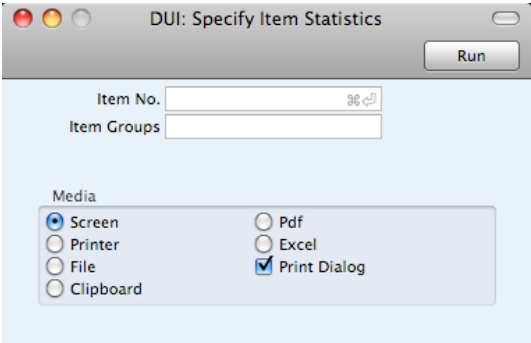 DUI: Specify Item Statistics
Run
Item No. ⌘⏎
Item Groups
Media
Screen
Pdf
Printer
Excel
File
Print Dialog
Clipboard